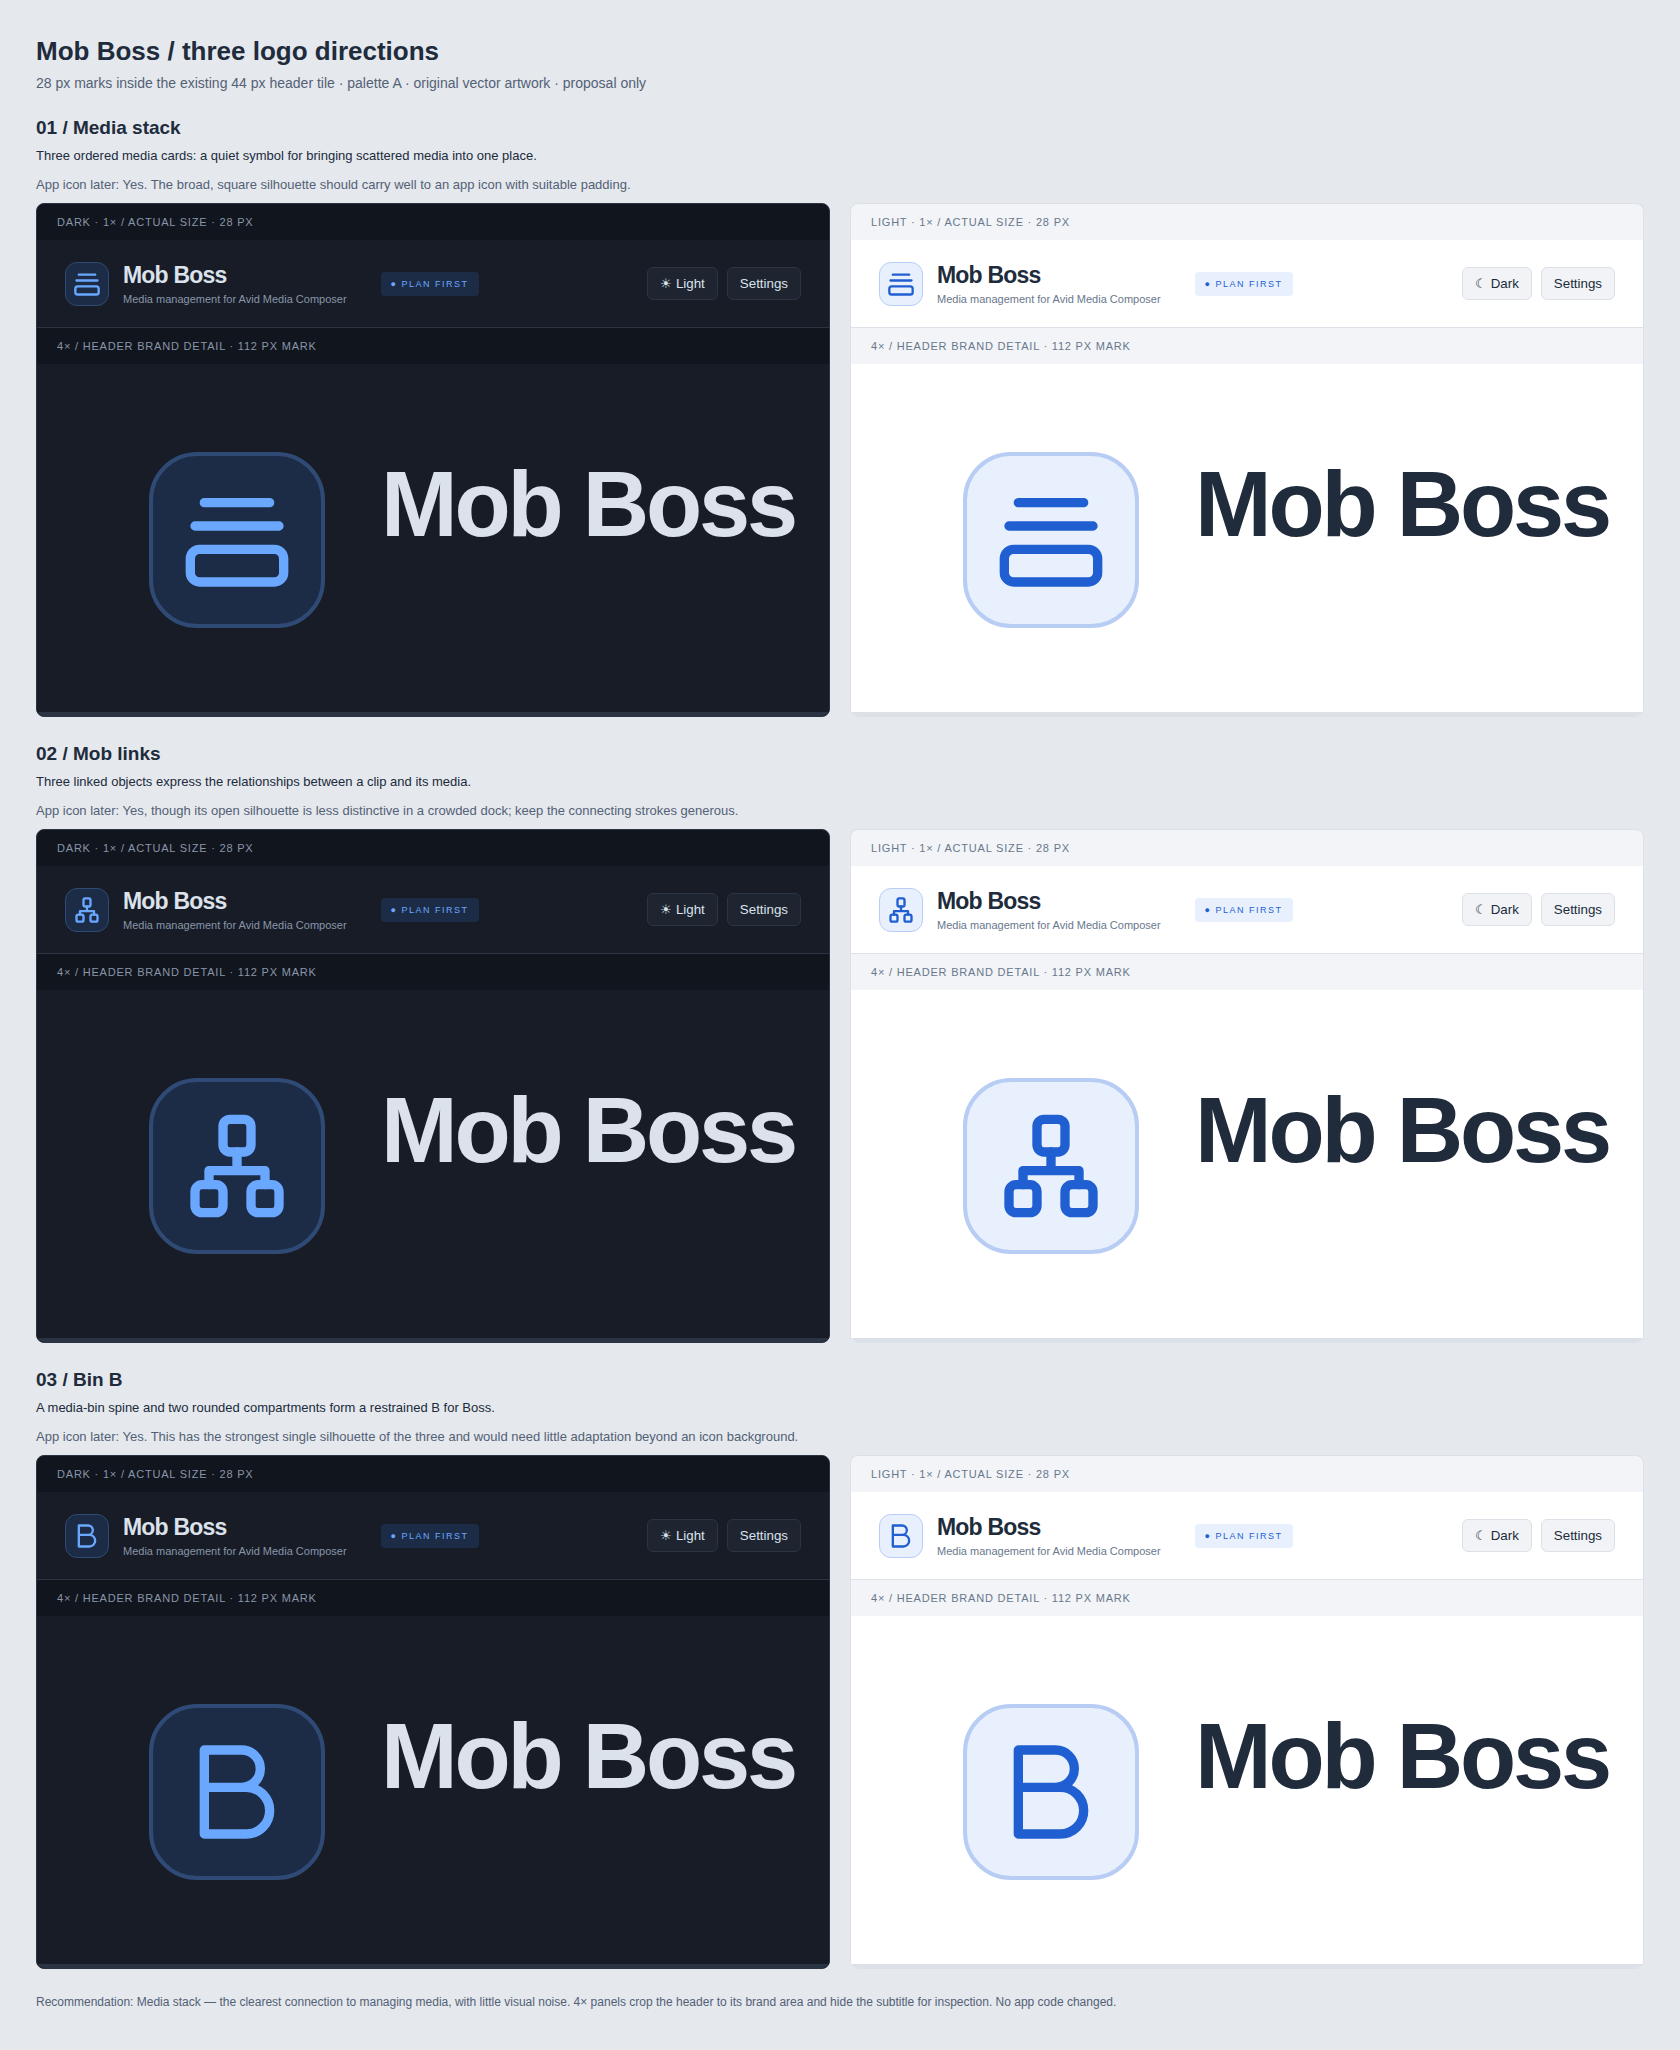 Mob Boss / three logo directions
28 px marks inside the existing 44 px header tile · palette A · original vector artwork · proposal only
01 / Media stack
Three ordered media cards: a quiet symbol for bringing scattered media into one place.
App icon later: Yes. The broad, square silhouette should carry well to an app icon with suitable padding.
DARK · 1× / ACTUAL SIZE · 28 PX
Mob Boss
Media management for Avid Media Composer
● PLAN FIRST
☀ Light
Settings
4× / HEADER BRAND DETAIL · 112 PX MARK
Mob Boss
LIGHT · 1× / ACTUAL SIZE · 28 PX
Mob Boss
Media management for Avid Media Composer
● PLAN FIRST
☾ Dark
Settings
4× / HEADER BRAND DETAIL · 112 PX MARK
Mob Boss
02 / Mob links
Three linked objects express the relationships between a clip and its media.
App icon later: Yes, though its open silhouette is less distinctive in a crowded dock; keep the connecting strokes generous.
DARK · 1× / ACTUAL SIZE · 28 PX
Mob Boss
Media management for Avid Media Composer
● PLAN FIRST
☀ Light
Settings
4× / HEADER BRAND DETAIL · 112 PX MARK
Mob Boss
LIGHT · 1× / ACTUAL SIZE · 28 PX
Mob Boss
Media management for Avid Media Composer
● PLAN FIRST
☾ Dark
Settings
4× / HEADER BRAND DETAIL · 112 PX MARK
Mob Boss
03 / Bin B
A media-bin spine and two rounded compartments form a restrained B for Boss.
App icon later: Yes. This has the strongest single silhouette of the three and would need little adaptation beyond an icon background.
DARK · 1× / ACTUAL SIZE · 28 PX
B
Mob Boss
Media management for Avid Media Composer
● PLAN FIRST
☀ Light
Settings
4× / HEADER BRAND DETAIL · 112 PX MARK
B
Mob Boss
LIGHT · 1× / ACTUAL SIZE · 28 PX
B
Mob Boss
Media management for Avid Media Composer
● PLAN FIRST
☾ Dark
Settings
4× / HEADER BRAND DETAIL · 112 PX MARK
B
Mob Boss
Recommendation: Media stack — the clearest connection to managing media, with little visual noise. 4× panels crop the header to its brand area and hide the subtitle for inspection. No app code changed.